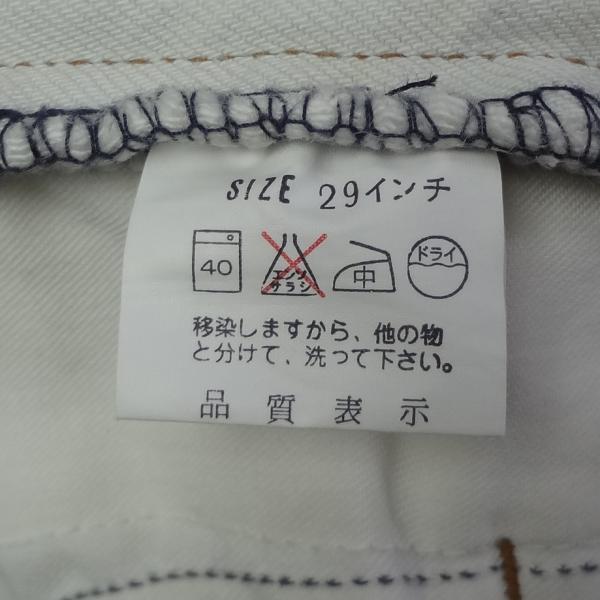 SIZE 29インチ
40 エンソサラシ 中 ドライ
移染しますから、他の物
と分けて、洗って下さい。
品質表示